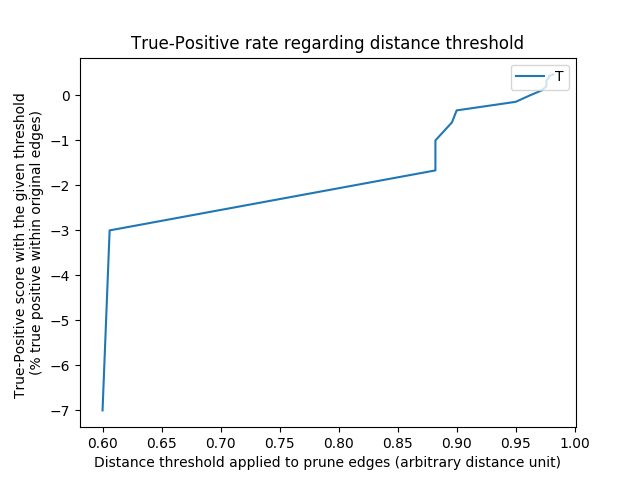 True-Positive rate regarding distance threshold
T
True-Positive score with the given threshold
(% true positive within original edges)
0
−1
−2
−3
−4
−5
−6
−7
0.60 0.65 0.70 0.75 0.80 0.85 0.90 0.95 1.00
Distance threshold applied to prune edges (arbitrary distance unit)